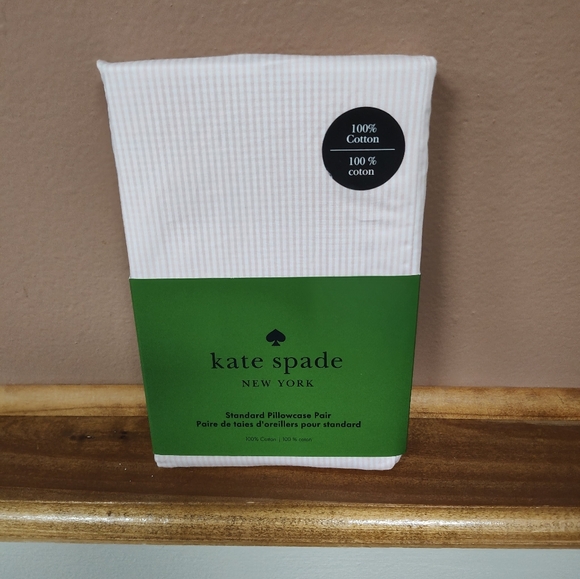 100%
Cotton
100 %
coton
kate spade
NEW YORK
Standard Pillowcase Pair
Paire de taies d'oreillers pour standard
100% Cotton | 100 % coton